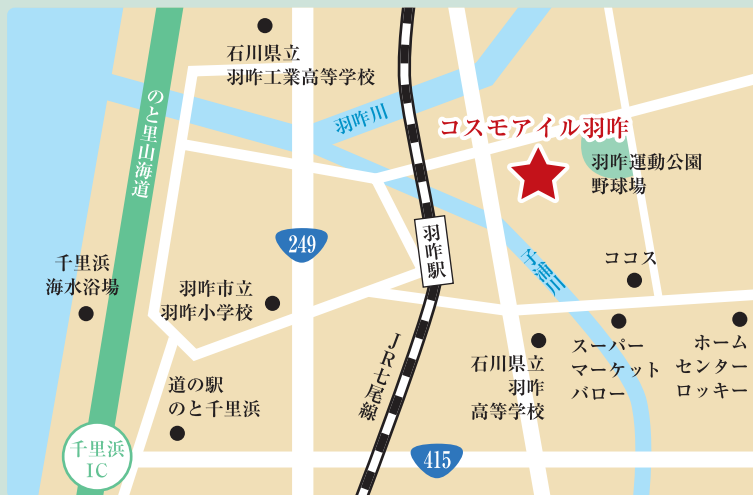 石川県立
羽咋工業高等学校
のと里山海道
羽咋川
コスモアイル羽咋
羽咋運動公園
野球場
249
羽咋駅
子浦川
千里浜
海水浴場
羽咋市立
羽咋小学校
ココス
JR七尾線
石川県立
羽咋
高等学校
スーパー
マーケット
バロー
ホーム
センター
ロッキー
道の駅
のと千里浜
千里浜
IC
415